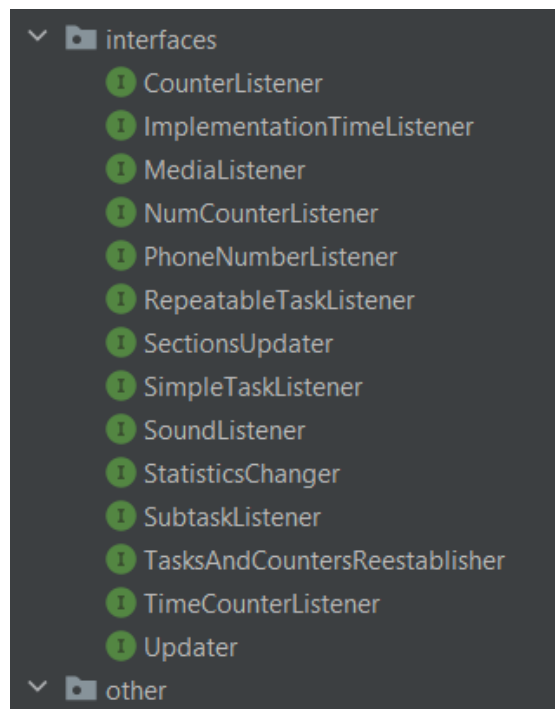 interfaces
I CounterListener
I ImplementationTimeListener
I MediaListener
I NumCounterListener
I PhoneNumberListener
I RepeatableTaskListener
I SectionsUpdater
I SimpleTaskListener
I SoundListener
I StatisticsChanger
I SubtaskListener
I TasksAndCountersReestablisher
I TimeCounterListener
I Updater
other